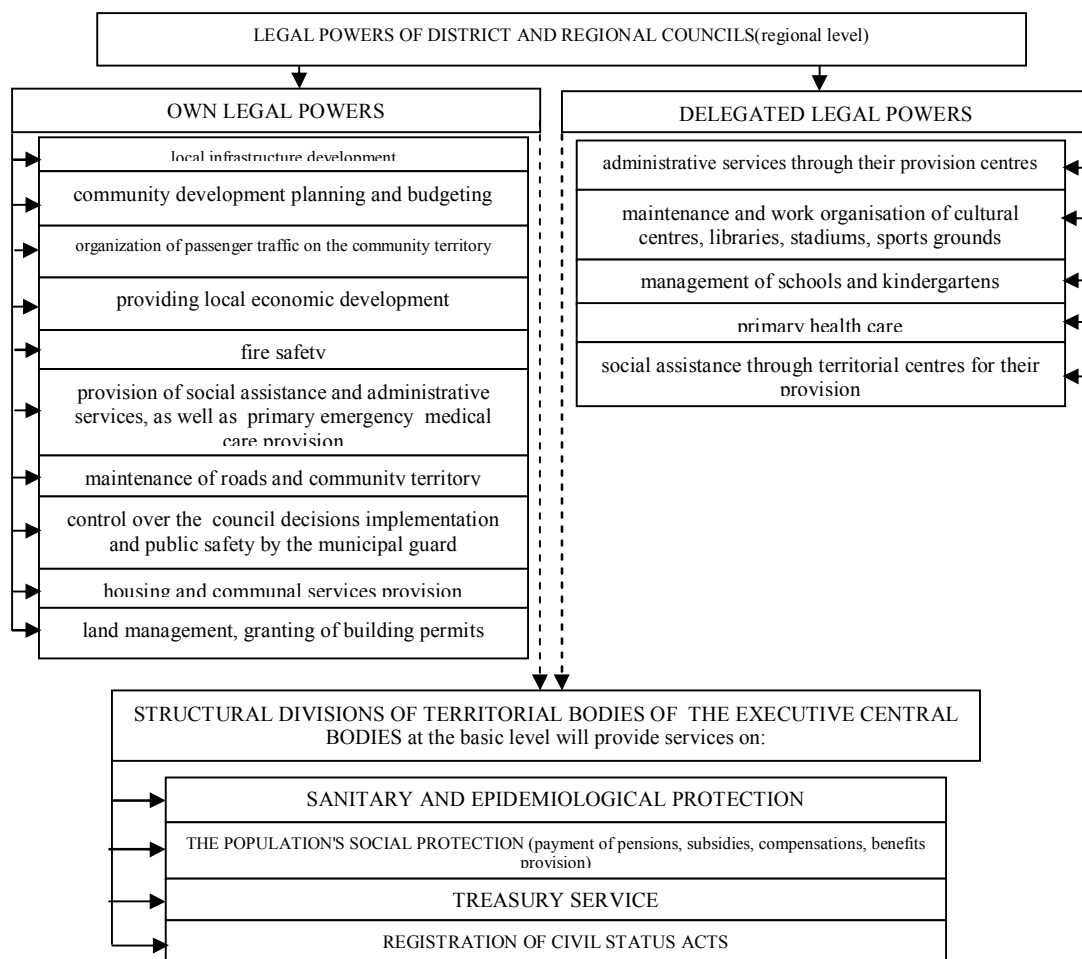 LEGAL POWERS OF DISTRICT AND REGIONAL COUNCILS(regional level)
OWN LEGAL POWERS
local infrastructure development
community development planning and budgeting
organization of passenger traffic on the community territory
providing local economic development
fire safety
provision of social assistance and administrative
services, as well as primary emergency medical
care provision
maintenance of roads and community territory
control over the council decisions implementation
and public safety by the municipal guard
housing and communal services provision
land management, granting of building permits
DELEGATED LEGAL POWERS
administrative services through their provision centres
maintenance and work organisation of cultural
centres, libraries, stadiums, sports grounds
management of schools and kindergartens
primary health care
social assistance through territorial centres for their
provision
STRUCTURAL DIVISIONS OF TERRITORIAL BODIES OF THE EXECUTIVE CENTRAL
BODIES at the basic level will provide services on:
SANITARY AND EPIDEMIOLOGICAL PROTECTION
THE POPULATION'S SOCIAL PROTECTION (payment of pensions, subsidies, compensations, benefits
provision)
TREASURY SERVICE
REGISTRATION OF CIVIL STATUS ACTS